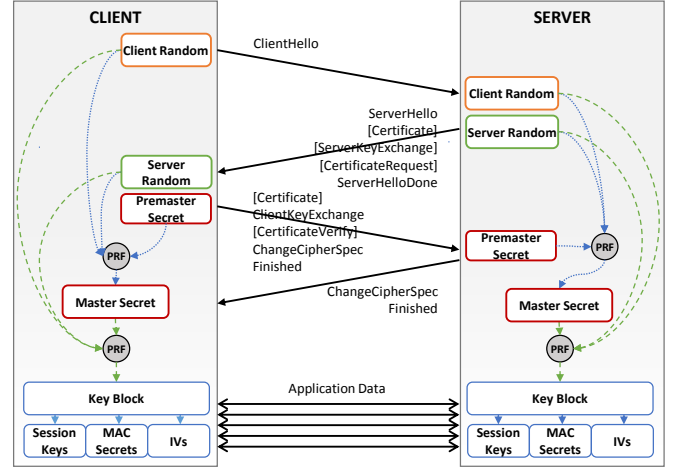 CLIENT
SERVER
Client Random
ClientHello
Client Random
ServerHello
[Certificate]
[ServerKeyExchange]
[CertificateRequest]
ServerHelloDone
Server Random
Server
Random
Premaster
Secret
[Certificate]
ClientKeyExchange
[CertificateVerify]
ChangeCipherSpec
Finished
Premaster
Secret
PRF
PRF
Master Secret
ChangeCipherSpec
Finished
Master Secret
PRF
PRF
Key Block
Application Data
Key Block
Session
Keys
MAC
Secrets
IVs
Session
Keys
MAC
Secrets
IVs